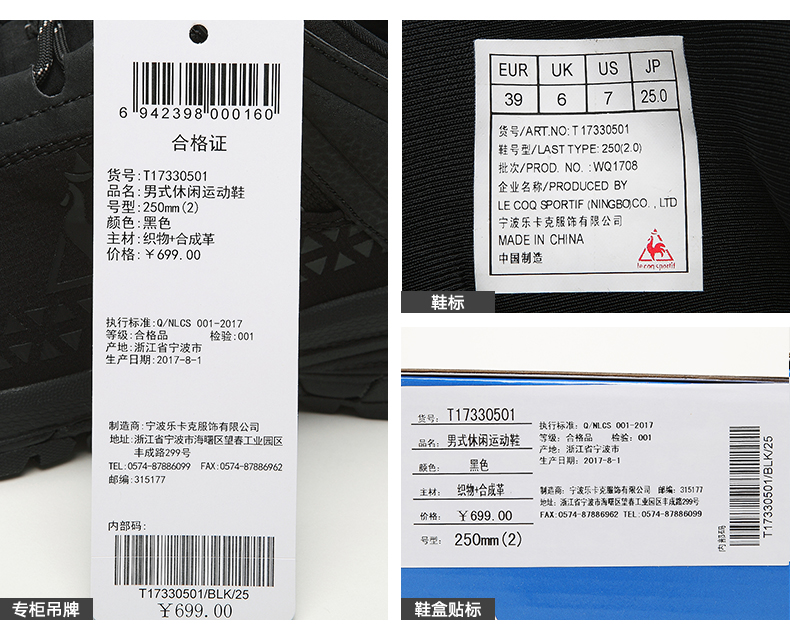 6 942398 000160
合格证
货号:T17330501
品名:男式休闲运动鞋
号型:250mm(2)
颜色:黑色
主材:织物+合成革
价格:¥699.00
执行标准:Q/NLCS 001-2017
等级:合格品 检验:001
产地:浙江省宁波市
生产日期:2017-8-1
制造商:宁波乐卡克服饰有限公司
地址:浙江省宁波市海曙区望春工业园区
丰成路299号
TEL:0574-87886099 FAX:0574-87886962
邮编:315177
内部码:
T17330501/BLK/25
¥699.00
专柜吊牌
EUR UK US JP
39 6 7 25.0
货号/ART.NO: T17330501
鞋号型/LAST TYPE: 250(2.0)
批次/PROD. NO. :WQ1708
企业名称/PRODUCED BY
LE COQ SPORTIF (NINGBO)CO. , LTD
宁波乐卡克服饰有限公司
MADE IN CHINA
中国制造
le coq sportif
鞋标
货号: T17330501
品名: 男式休闲运动鞋
颜色: 黑色
主材: 织物+合成革
价格: ¥699.00
号型: 250mm(2)
执行标准: Q/NLCS 001-2017
等级: 合格品 检验: 001
产地: 浙江省宁波市
生产日期: 2017-8-1
制造商: 宁波乐卡克服饰有限公司 邮编: 315177
地址: 浙江省宁波市海曙区望春工业园区丰成路299号
FAX:0574-87886962 TEL:0574-87886099
内部码
T17330501/BLK/25
鞋盒贴标